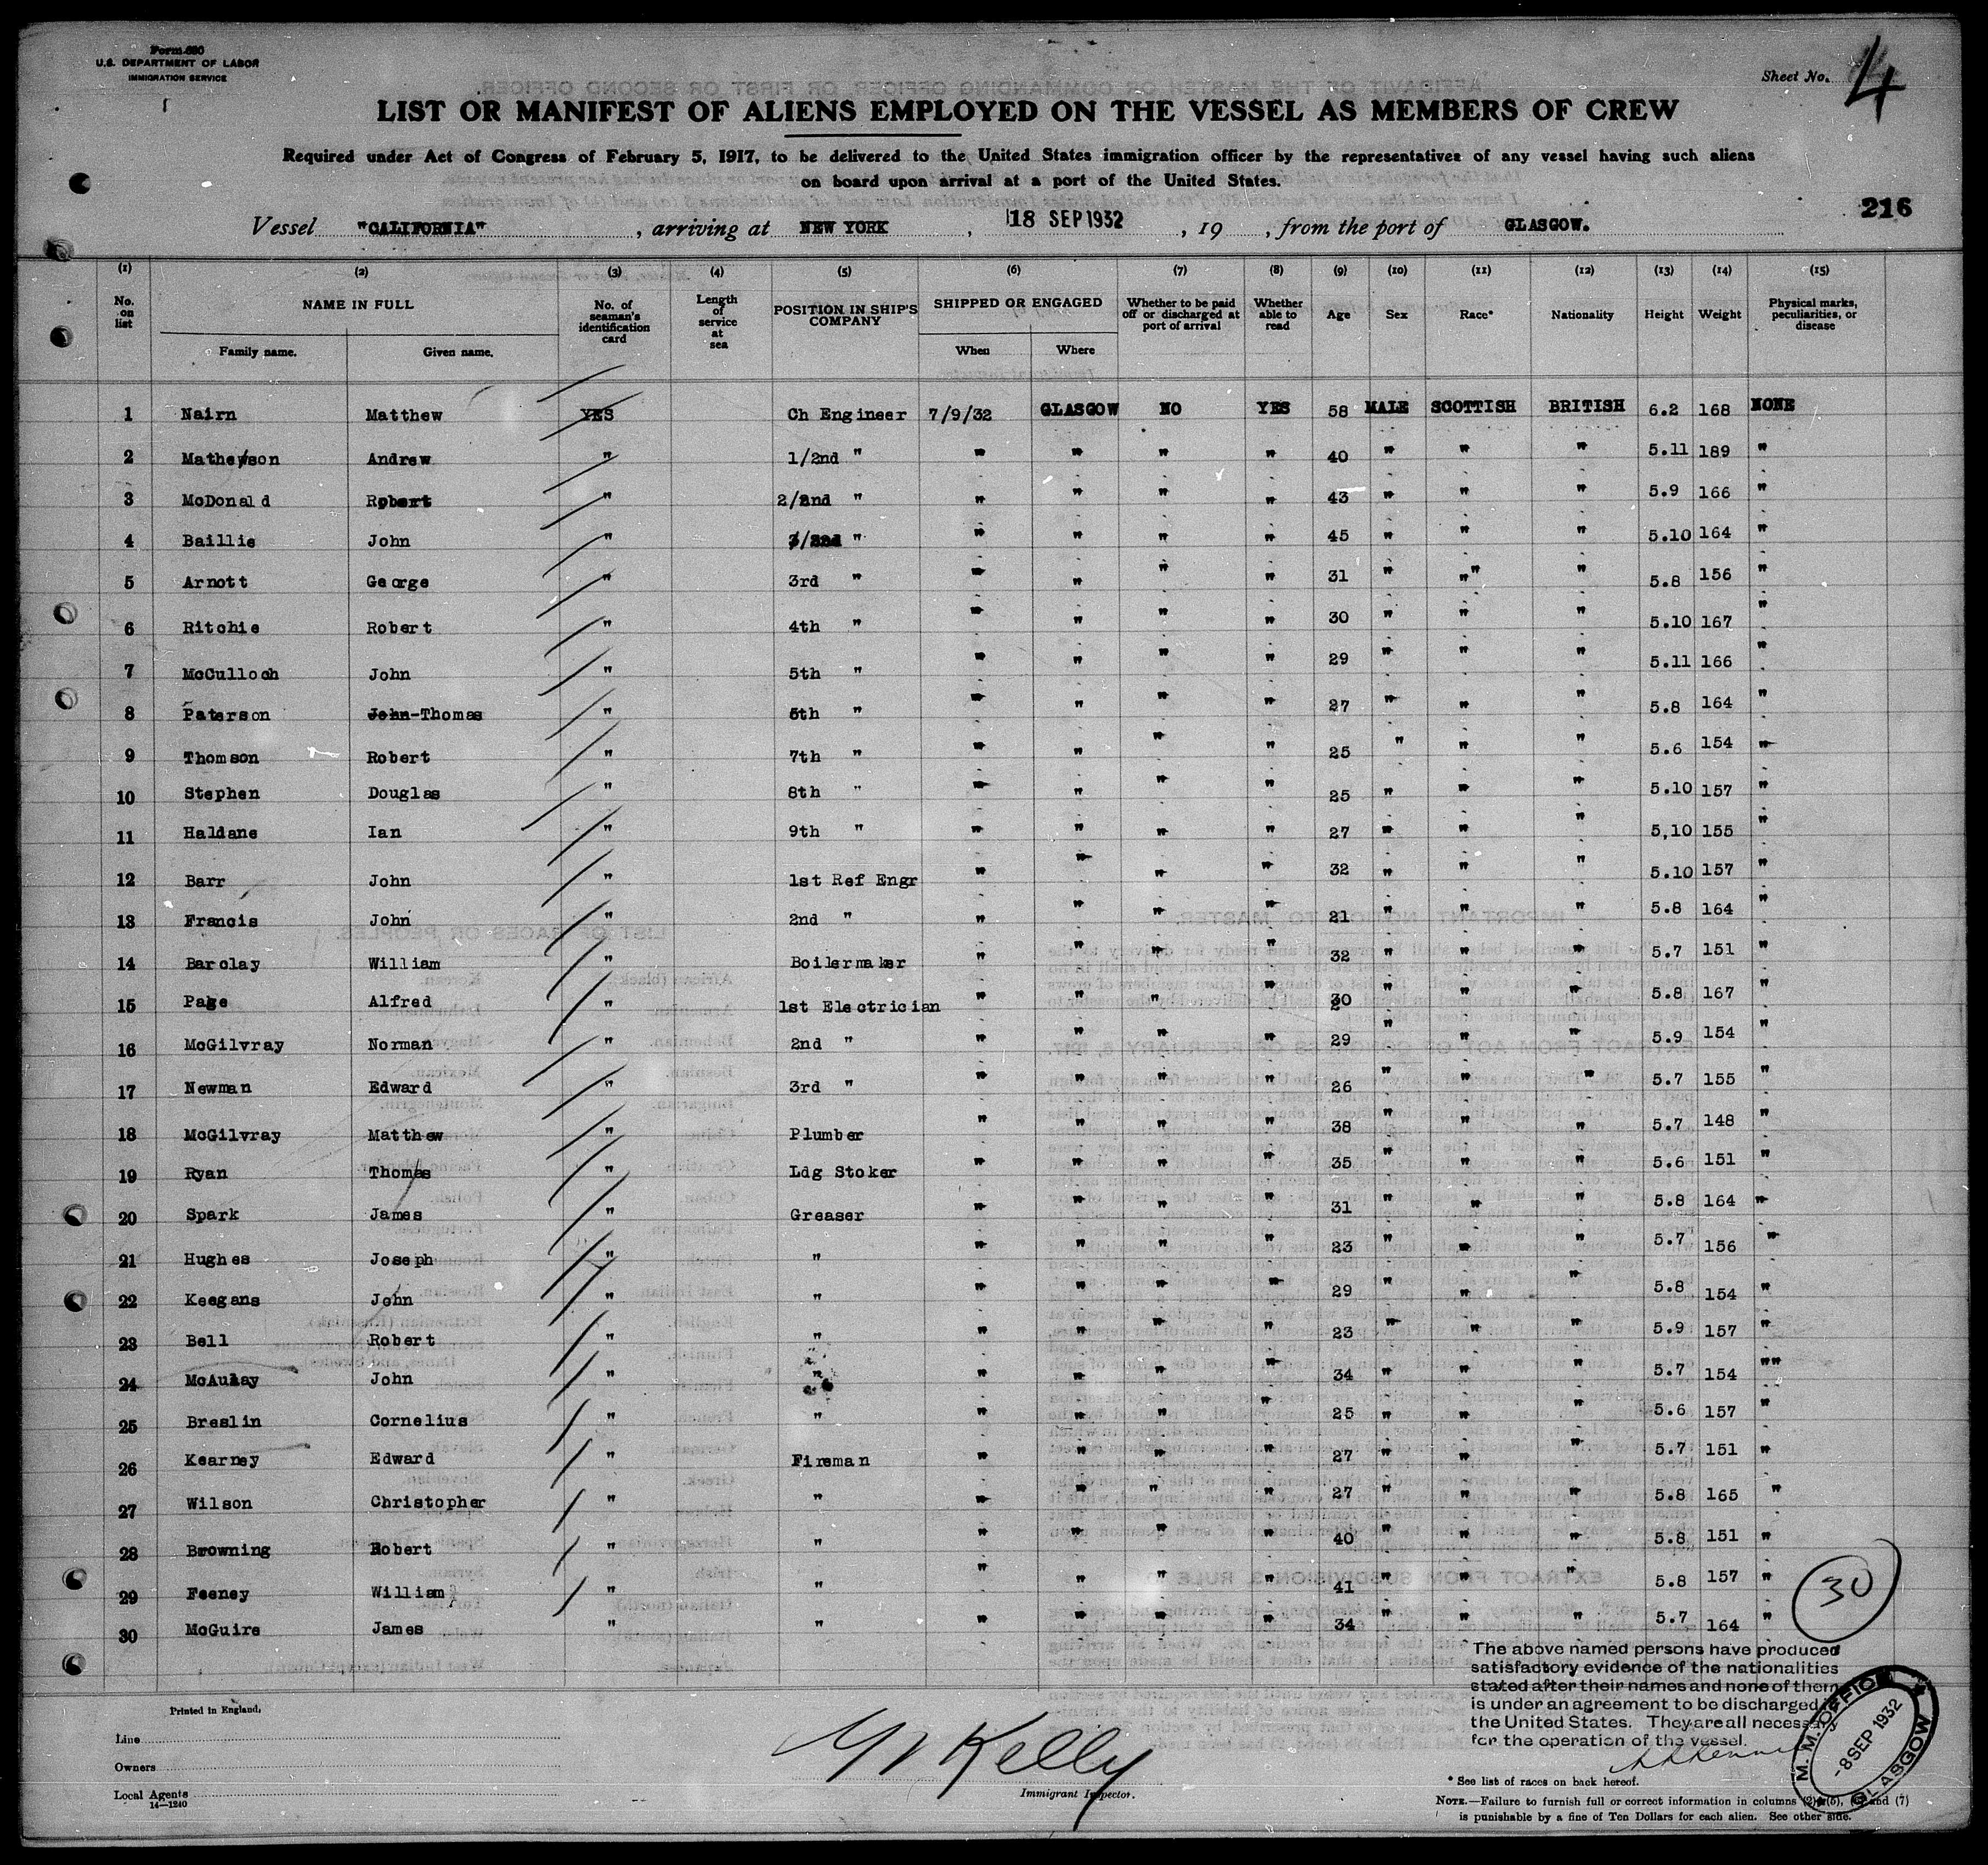 Form 680
U.S. DEPARTMENT OF LABOR
IMMIGRATION SERVICE
Sheet No. 4
LIST OR MANIFEST OF ALIENS EMPLOYED ON THE VESSEL AS MEMBERS OF CREW
Required under Act of Congress of February 5, 1917, to be delivered to the United States immigration officer by the representatives of any vessel having such aliens
on board upon arrival at a port of the United States.
216
Vessel "CALIFORNIA", arriving at NEW YORK, 18 SEP 1932, 19 , from the port of GLASGOW.
(1) (2) (3) (4) (5) (6) (7) (8) (9) (10) (11) (12) (13) (14) (15)
No. on list NAME IN FULL Family name. Given name. No. of seaman's identification card Length of service at sea POSITION IN SHIP'S COMPANY SHIPPED OR ENGAGED When Where Whether to be paid off or discharged at port of arrival Whether able to read Age Sex Race* Nationality Height Weight Physical marks, peculiarities, or disease
1 Nairn Matthew YES Ch Engineer 7/9/32 GLASGOW NO YES 58 MALE SCOTTISH BRITISH 6.2 168 NONE
2 Mathewson Andrew " 1/2nd " " " " " 40 " " " 5.11 189 "
3 McDonald Robert " 2/2nd " " " " " 43 " " " 5.9 166 "
4 Baillie John " 3/2nd " " " " " 45 " " " 5.10 164 "
5 Arnott George " 3rd " " " " " 31 " " " 5.8 156 "
6 Ritchie Robert " 4th " " " " " 30 " " " 5.10 167 "
7 McCulloch John " 5th " " " " " 29 " " " 5.11 166 "
8 Paterson John-Thomas " 6th " " " " " 27 " " " 5.8 164 "
9 Thomson Robert " 7th " " " " " 25 " " " 5.6 154 "
10 Stephen Douglas " 8th " " " " " 25 " " " 5.10 157 "
11 Haldane Ian " 9th " " " " " 27 " " " 5,10 155 "
12 Barr John " 1st Ref Engr " " " " 32 " " " 5.10 157 "
13 Francis John " 2nd " " " " " 21 " " " 5.8 164 "
14 Barclay William " Boilermaker " " " " 32 " " " 5.7 151 "
15 Page Alfred " 1st Electrician " " " " 30 " " " 5.8 167 "
16 McGilvray Norman " 2nd " " " " " 29 " " " 5.9 154 "
17 Newman Edward " 3rd " " " " " 26 " " " 5.7 155 "
18 McGilvray Matthew " Plumber " " " " 38 " " " 5.7 148 "
19 Ryan Thomas " Ldg Stoker " " " " 35 " " " 5.6 151 "
20 Spark James " Greaser " " " " 31 " " " 5.8 164 "
21 Hughes Joseph " " " " " " 23 " " " 5.7 156 "
22 Keegans John " " " " " " 29 " " " 5.8 154 "
23 Bell Robert " " " " " " 23 " " " 5.9 157 "
24 McAulay John " " " " " " 34 " " " 5.7 154 ""
25 Breslin Cornelius " " " " " " 25 " " " 5.6 157 "
26 Kearney Edward " Fireman " " " " 27 " " " 5.7 151 "
27 Wilson Christopher " " " " " " 27 " " " 5.8 165 "
28 Browning Robert " " " " " " 40 " " " 5.8 151 "
29 Feeney William " " " " " " 41 " " " 5.8 157 "
30 McGuire James " " " " " " 34 " " " 5.7 164 "
30
The above named persons have produced
satisfactory evidence of the nationalities
stated after their names and none of them
is under an agreement to be discharged in
the United States. They are all necessary
for the operation of the vessel.
M. M. OFFICE
-8 SEP 1932
GLASGOW
Printed in England.
Line
Owners
Local Agents
14—1240
Kelly
Immigrant Inspector.
* See list of races on back hereof.
NOTE.—Failure to furnish full or correct information in columns (2), (5), (6) and (7)
is punishable by a fine of Ten Dollars for each alien. See other side.